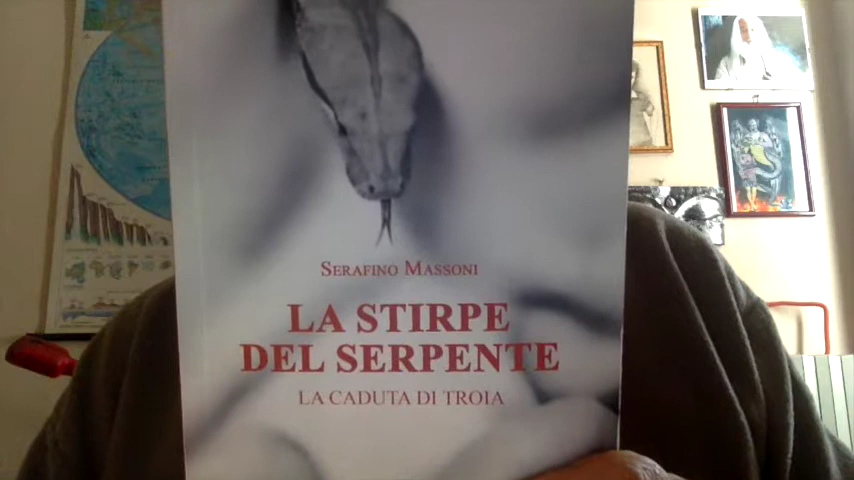 SERAFINO MASSONI
LA STIRPE
DEL SERPENTE
LA CADUTA DI TROIA